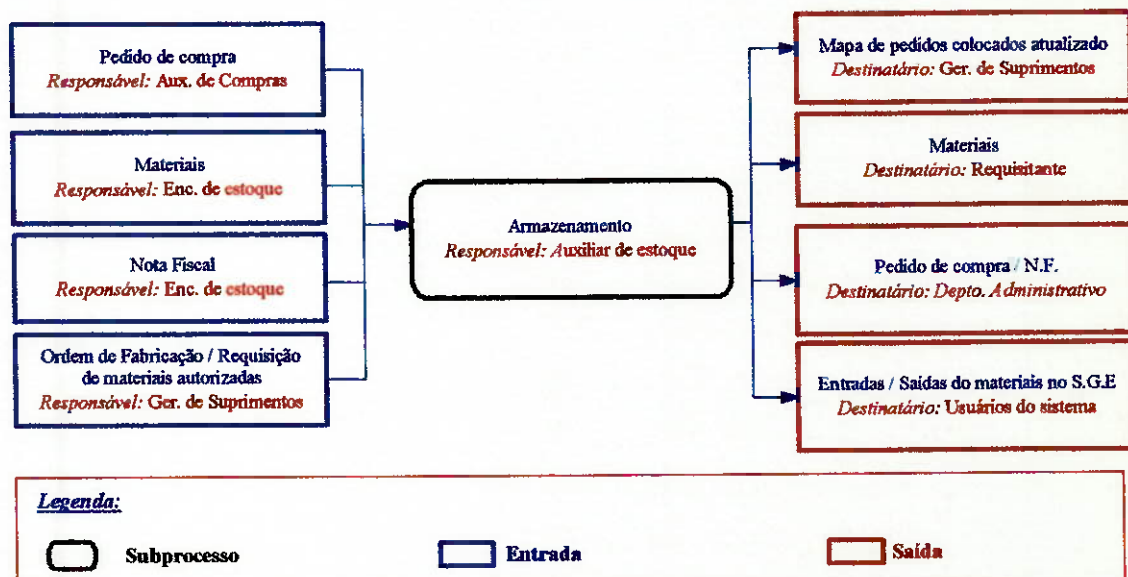 Pedido de compra
Responsável: Aux. de Compras
Materiais
Responsável: Enc. de estoque
Nota Fiscal
Responsável: Enc. de estoque
Ordem de Fabricação / Requisição
de materiais autorizadas
Responsável: Ger. de Suprimentos
Armazenamento
Responsável: Auxiliar de estoque
Mapa de pedidos colocados atualizado
Destinatário: Ger. de Suprimentos
Materiais
Destinatário: Requisitante
Pedido de compra / N.F.
Destinatário: Depto. Administrativo
Entradas / Saídas do materiais no S.G.E
Destinatário: Usuários do sistema
Legenda:
Subprocesso
Entrada
Saída